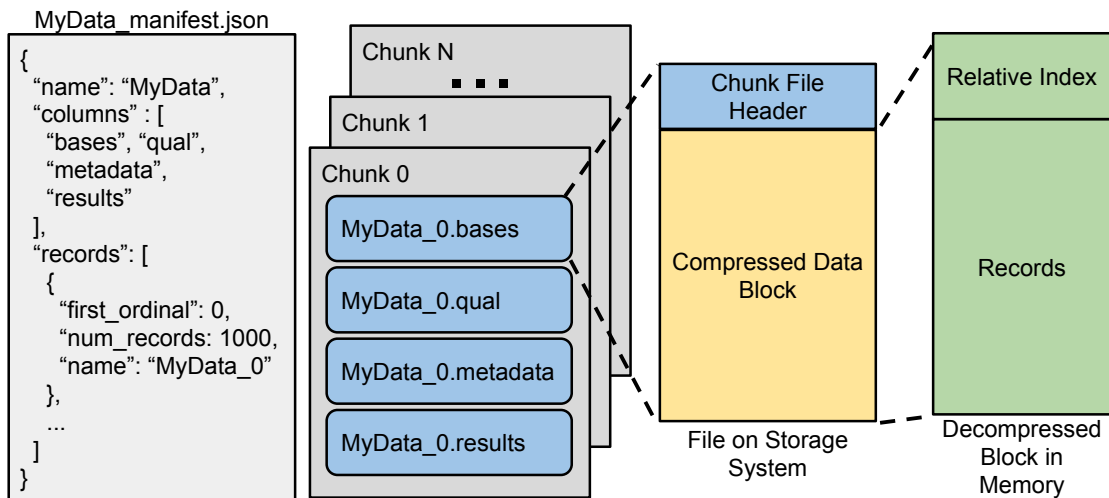 MyData_manifest.json
{
“name”: “MyData”,
“columns” : [
“bases”, “qual”,
“metadata”,
“results”
],
“records”: [
{
“first_ordinal”: 0,
“num_records: 1000,
“name”: “MyData_0”
},
...
]
}
Chunk N
Chunk 1
Chunk 0
MyData_0.bases
MyData_0.qual
MyData_0.metadata
MyData_0.results
Chunk File
Header
Compressed Data
Block
File on Storage
System
Relative Index
Records
Decompressed
Block in
Memory